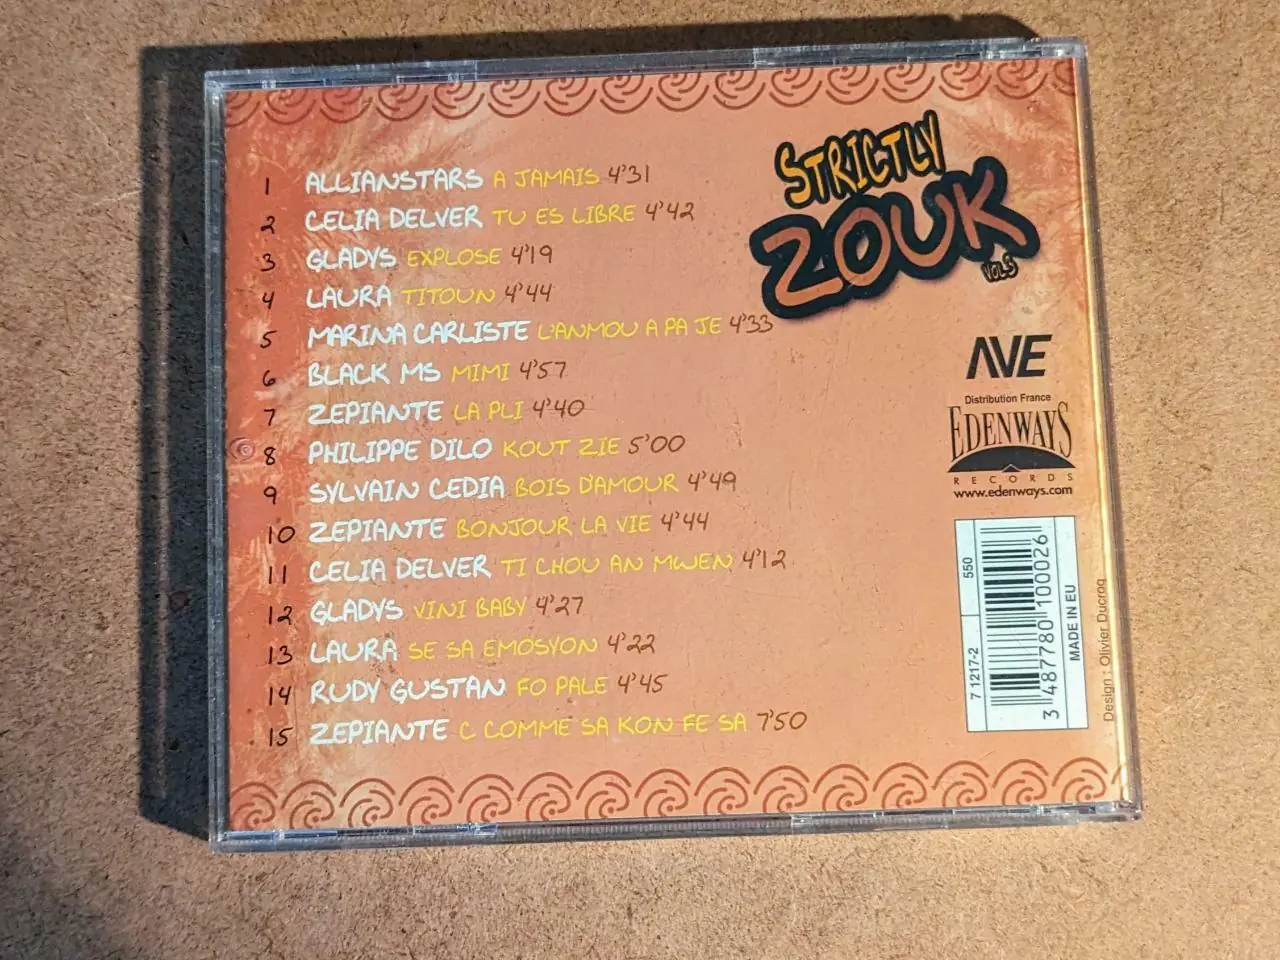 1 ALLIANSTARS A JAMAIS 4'31
2 CELIA DELVER TU ES LIBRE 4'42
3 GLADYS EXPLOSE 4'19
4 LAURA TITOUN 4'44
5 MARINA CARLISTE L'ANMOU A PA JE 4'33
6 BLACK MS MIMI 4'57
7 ZEPIANTE LA PLI 4'40
8 PHILIPPE DILO KOUT ZIE 5'00
9 SYLVAIN CEDIA BOIS D'AMOUR 4'49
10 ZEPIANTE BONJOUR LA VIE 4'44
11 CELIA DELVER TI CHOU AN MWEN 4'12
12 GLADYS VINI BABY 4'27
13 LAURA SE SA EMOSYON 4'22
14 RUDY GUSTAN FO PALE 4'45
15 ZEPIANTE C COMME SA KON FE SA 7'50
STRICTLY
ZOUK
VOL5
AVE
Distribution France
EDENWAYS
RECORDS
www.edenways.com
7 1217-2
550
3 487780 100026
MADE IN EU
Design : Olivier Ducroq